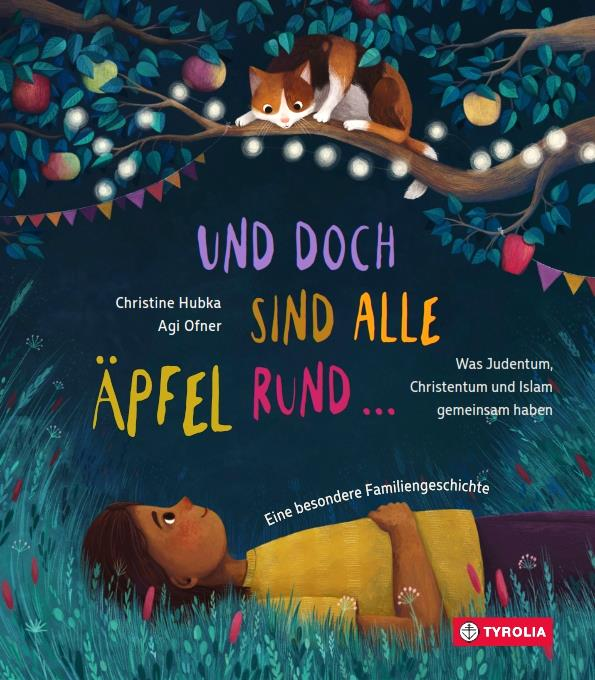 UND DOCH
Christine Hubka
Agi Ofner
SIND ALLE
ÄPFEL RUND ...
Was Judentum,
Christentum und Islam
gemeinsam haben
Eine besondere Familiengeschichte
TYROLIA